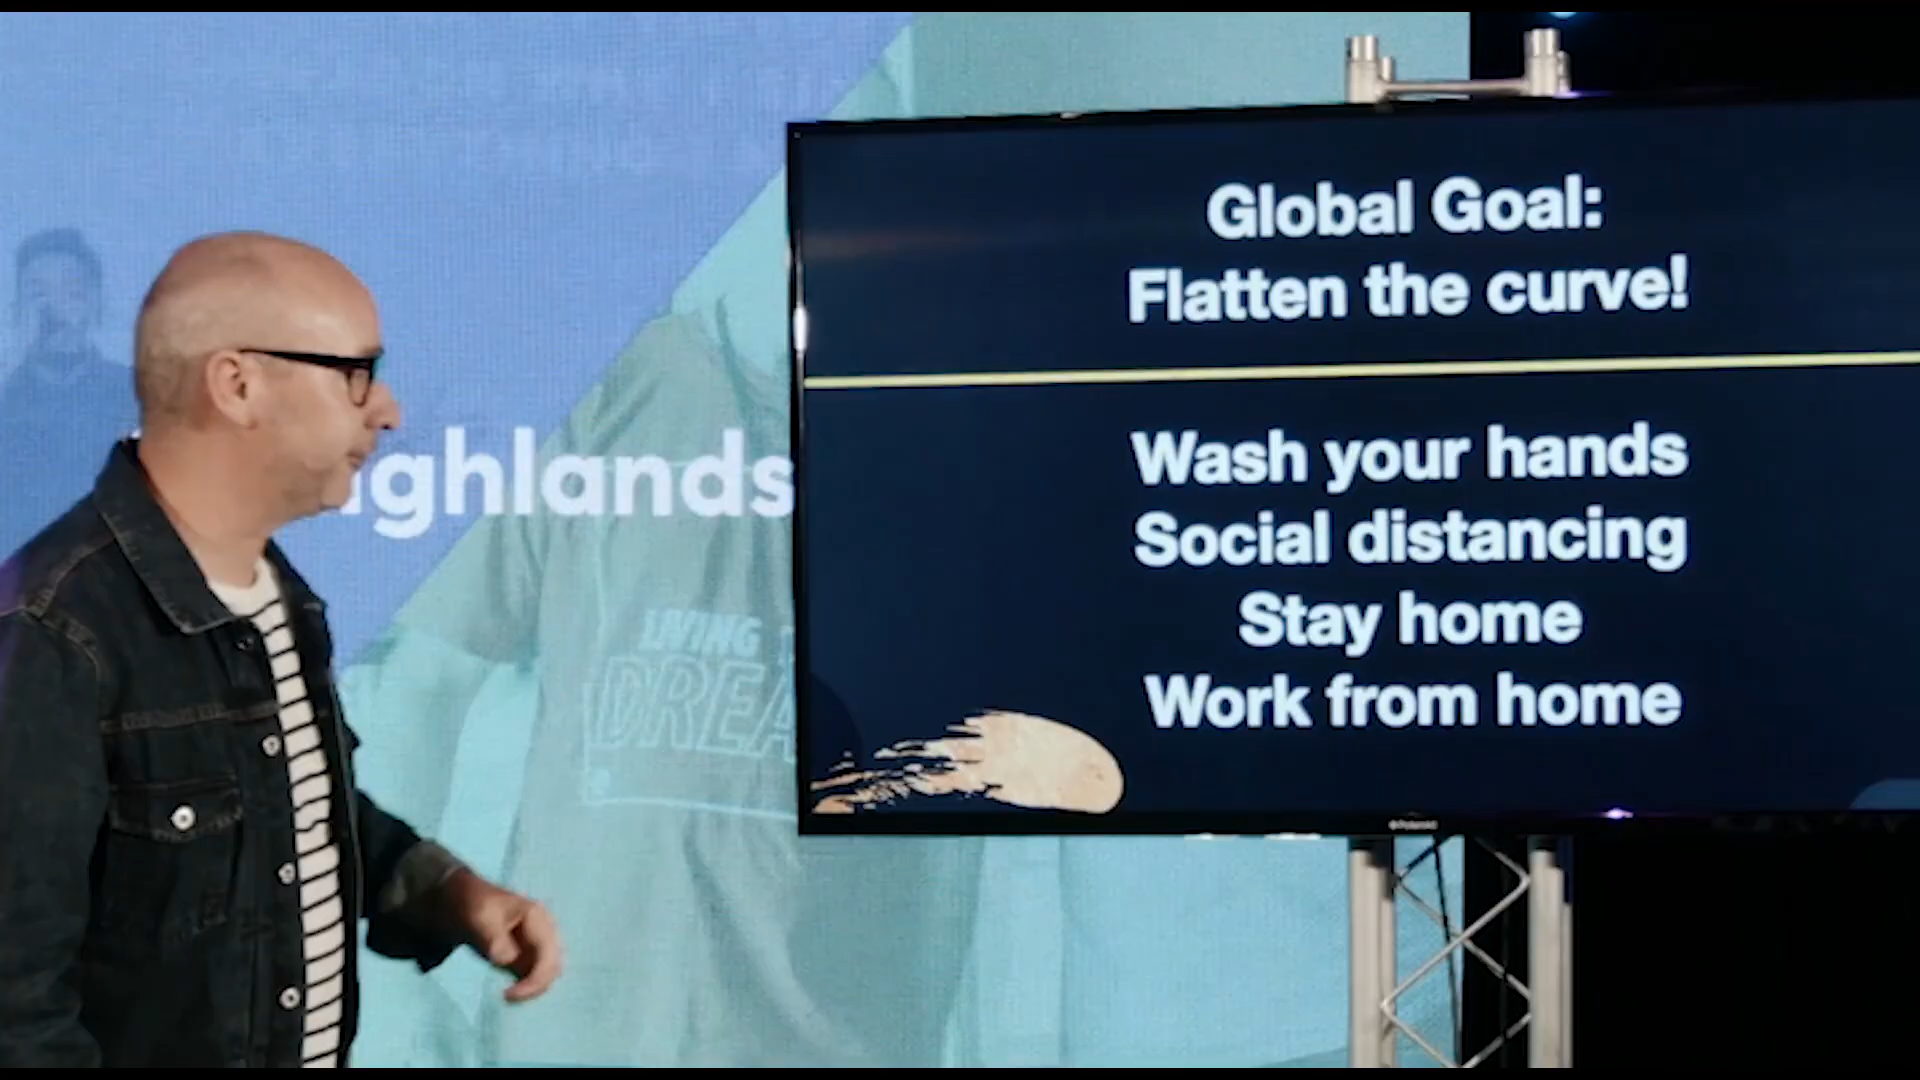 Global Goal:
Flatten the curve!
Wash your hands
Social distancing
Stay home
Work from home
ighlands
LIVING
DREA